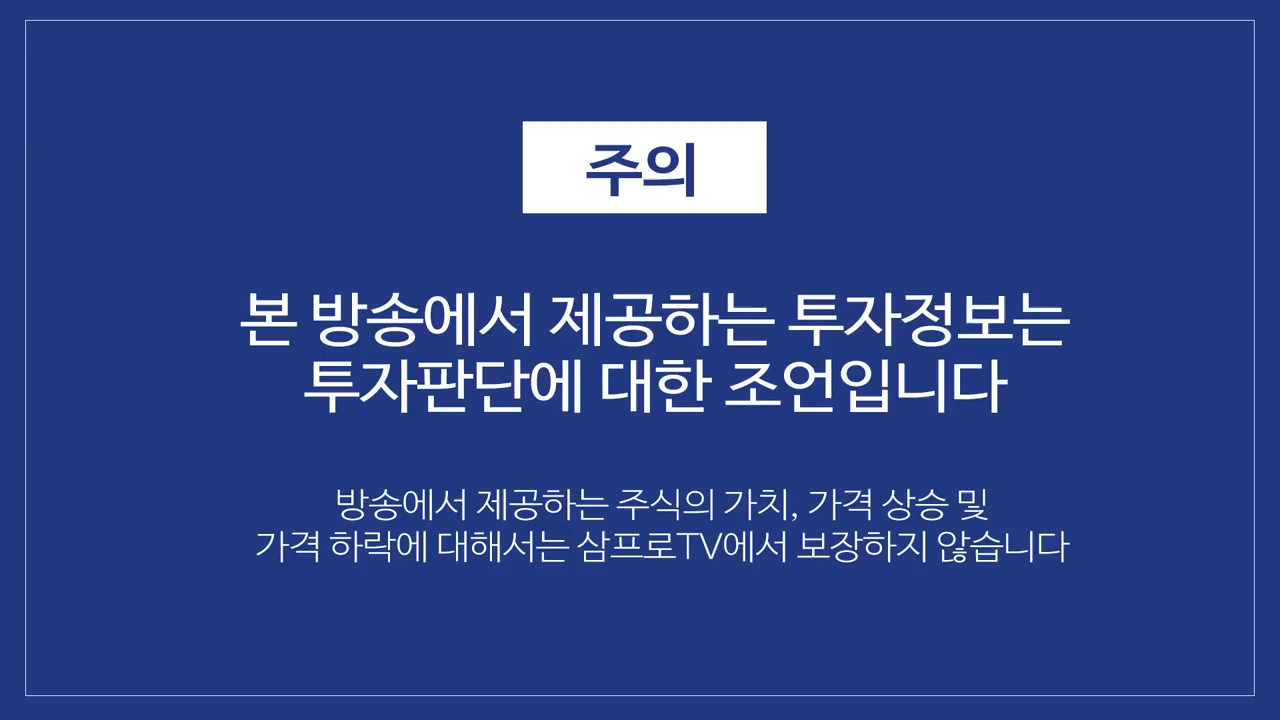 주의
본 방송에서 제공하는 투자정보는
투자판단에 대한 조언입니다
방송에서 제공하는 주식의 가치, 가격 상승 및
가격 하락에 대해서는 삼프로TV에서 보장하지 않습니다